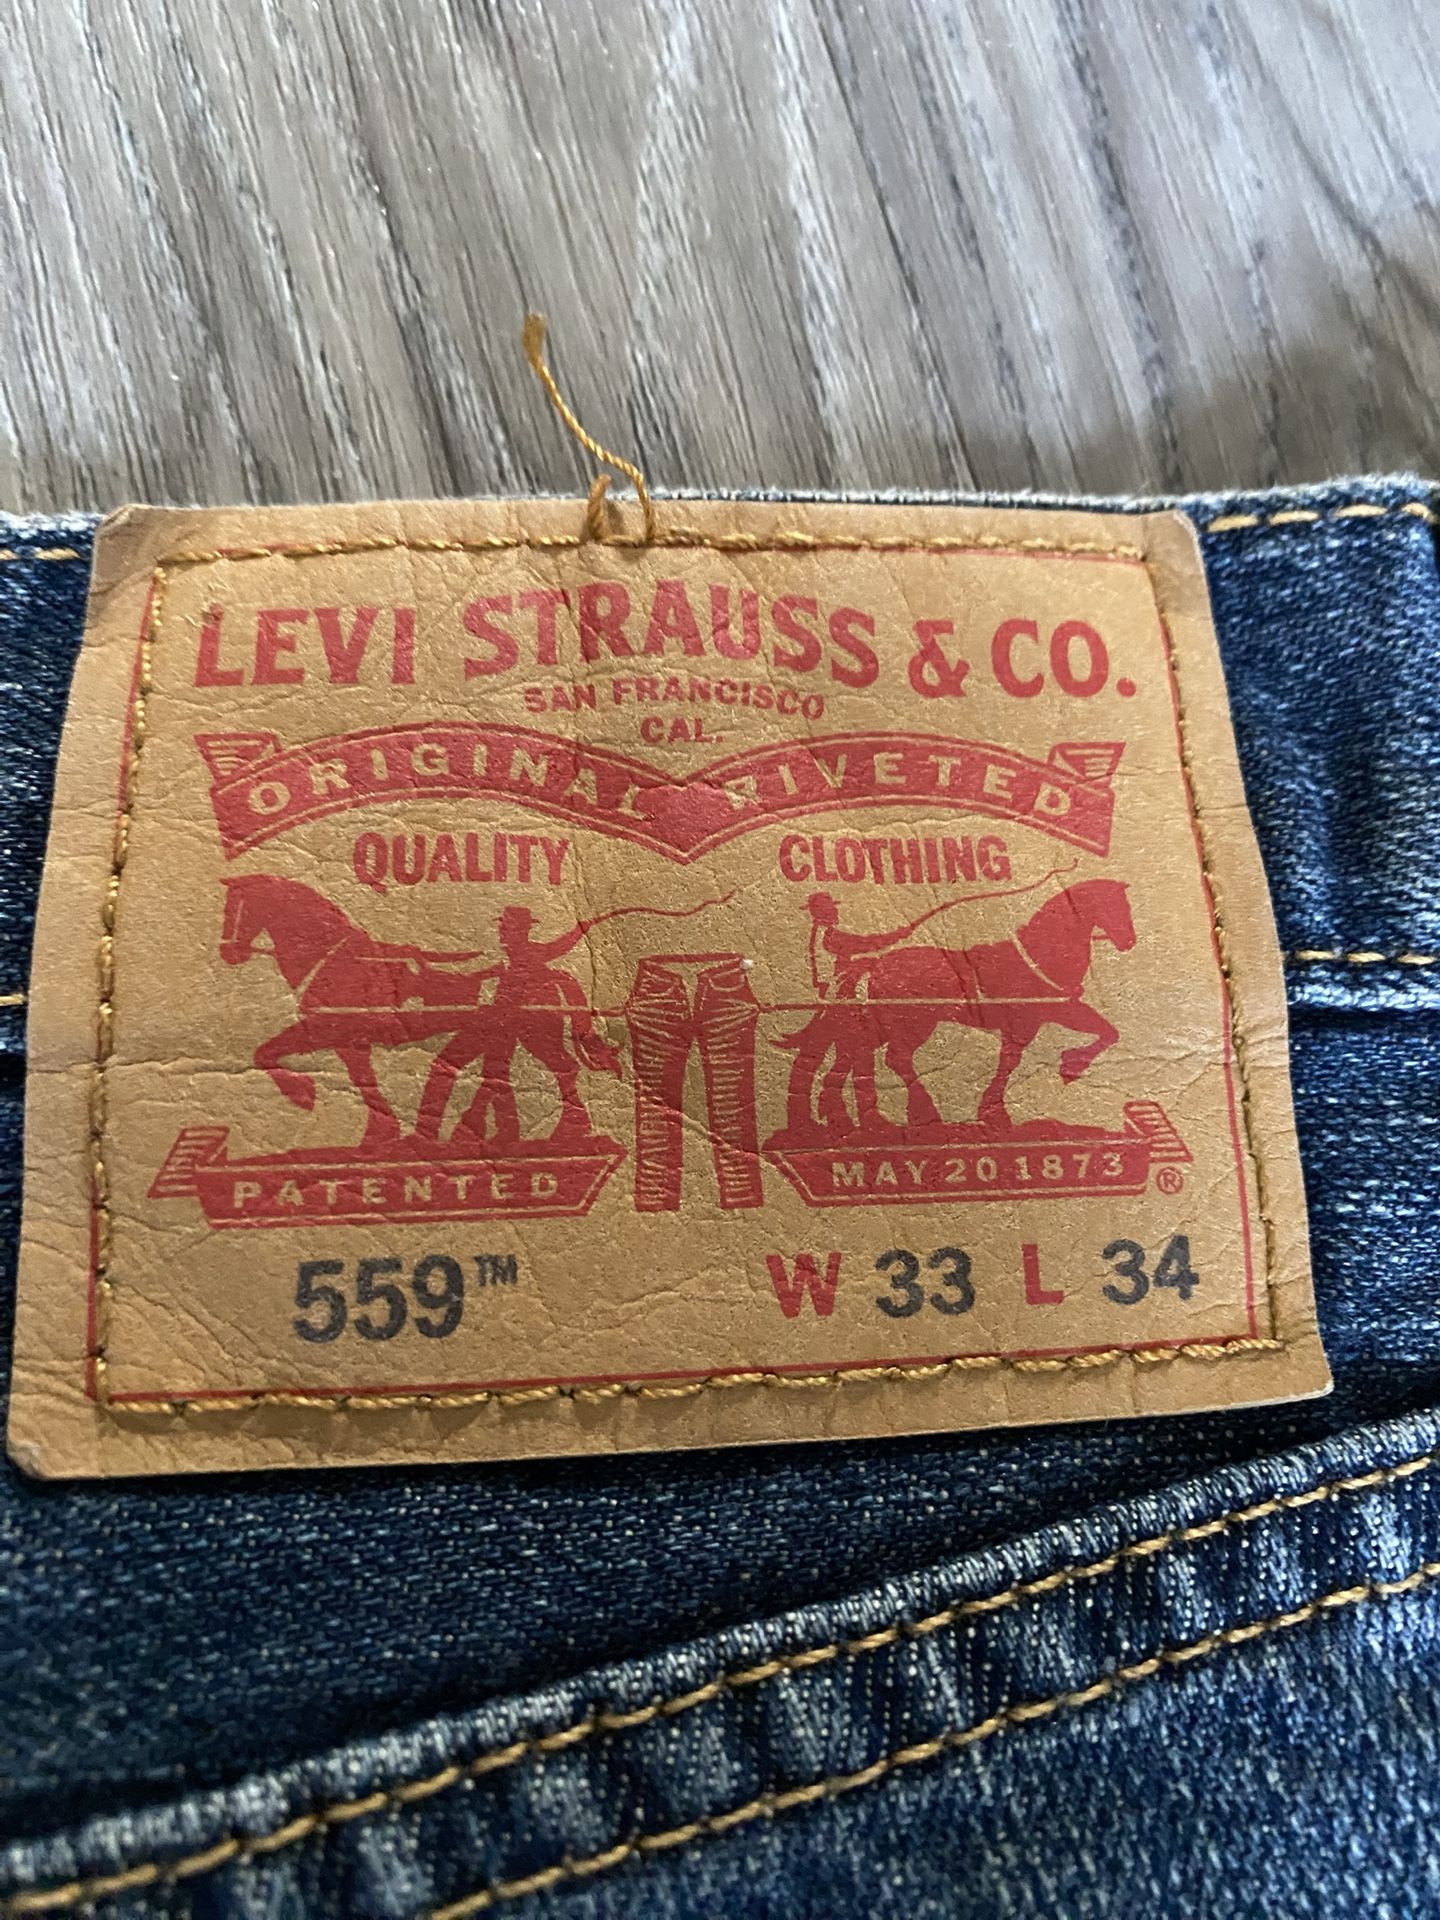 LEVI STRAUSS & CO.
SAN FRANCISCO
CAL.
ORIGINAL RIVETED
QUALITY CLOTHING
PATENTED MAY 20 1873 ®
559™ W 33 L 34